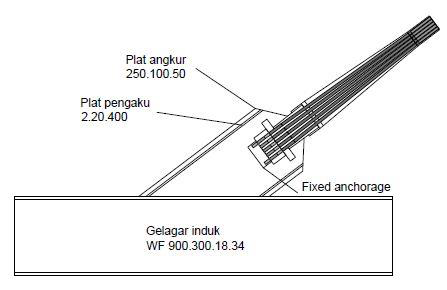 Plat angkur
250.100.50
Plat pengaku
2.20.400
Fixed anchorage
Gelagar induk
WF 900.300.18.34